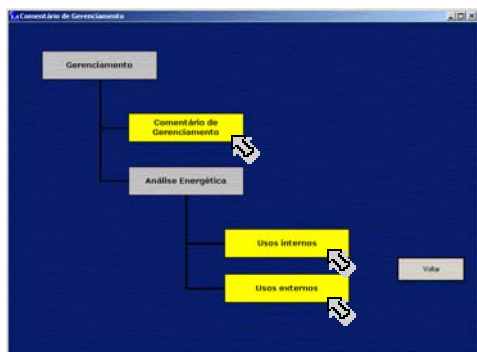 Comentário de Gerenciamento
Gerenciamento
Comentário de
Gerenciamento
Análise Energética
Usos internos
Voltar
Usos externos